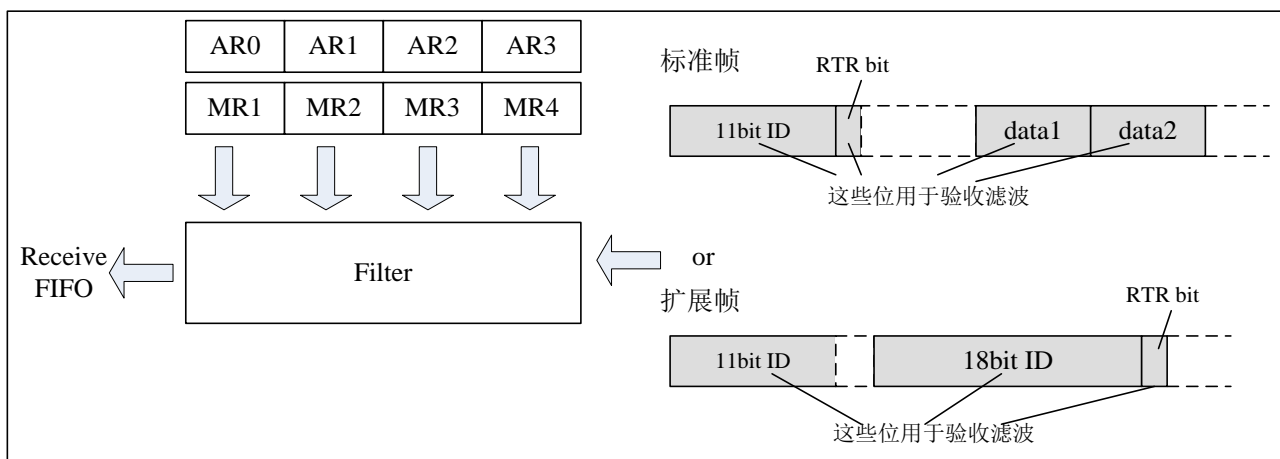 AR0 AR1 AR2 AR3
MR1 MR2 MR3 MR4
Filter
Receive
FIFO
标准帧
RTR bit
11bit ID
data1
data2
这些位用于验收滤波
or
扩展帧
RTR bit
11bit ID
18bit ID
这些位用于验收滤波